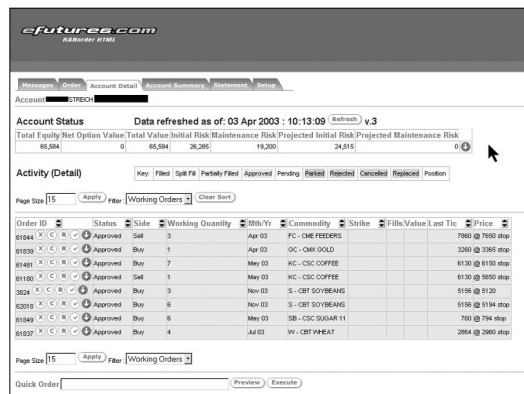 eFutures.com
RANorder HTML
Messages Order Account Detail Account Summary Statement Setup
Account STREICH
Account Status Data refreshed as of: 03 Apr 2003 : 10:13:09 Refresh v.3
Total Equity Net Option Value Total Value Initial Risk Maintenance Risk Projected Initial Risk Projected Maintenance Risk
65,584 0 65,584 26,285 19,200 24,515 0
Activity (Detail) Key: Filled Split Fill Partially Filled Approved Pending Parked Rejected Cancelled Replaced Position
Page Size 15 Apply Filter: Working Orders Clear Sort
Order ID Status Side Working Quantity Mth/Yr Commodity Strike Fills Value Last Tic Price
61844 X C R Approved Sell 3 Apr 03 FC - CME FEEDERS 7860 @ 7650 stop
61839 X C R Approved Buy 1 Apr 03 GC - CMX GOLD 3260 @ 3365 stop
61481 X C R Approved Buy 7 May 03 KC - CSC COFFEE 6130 @ 6150 stop
61180 X C R Approved Sell 1 May 03 KC - CSC COFFEE 6130 @ 5650 stop
3824 X C R Approved Buy 3 Nov 03 S - CBT SOYBEANS 5156 @ 5120
62018 X C R Approved Buy 6 Nov 03 S - CBT SOYBEANS 5156 @ 5194 stop
61849 X C R Approved Buy 6 May 03 SB - CSC SUGAR 11 760 @ 794 stop
61837 X C R Approved Buy 4 Jul 03 W - CBT WHEAT 2864 @ 2960 stop
Page Size 15 Apply Filter: Working Orders
Quick Order Preview Execute